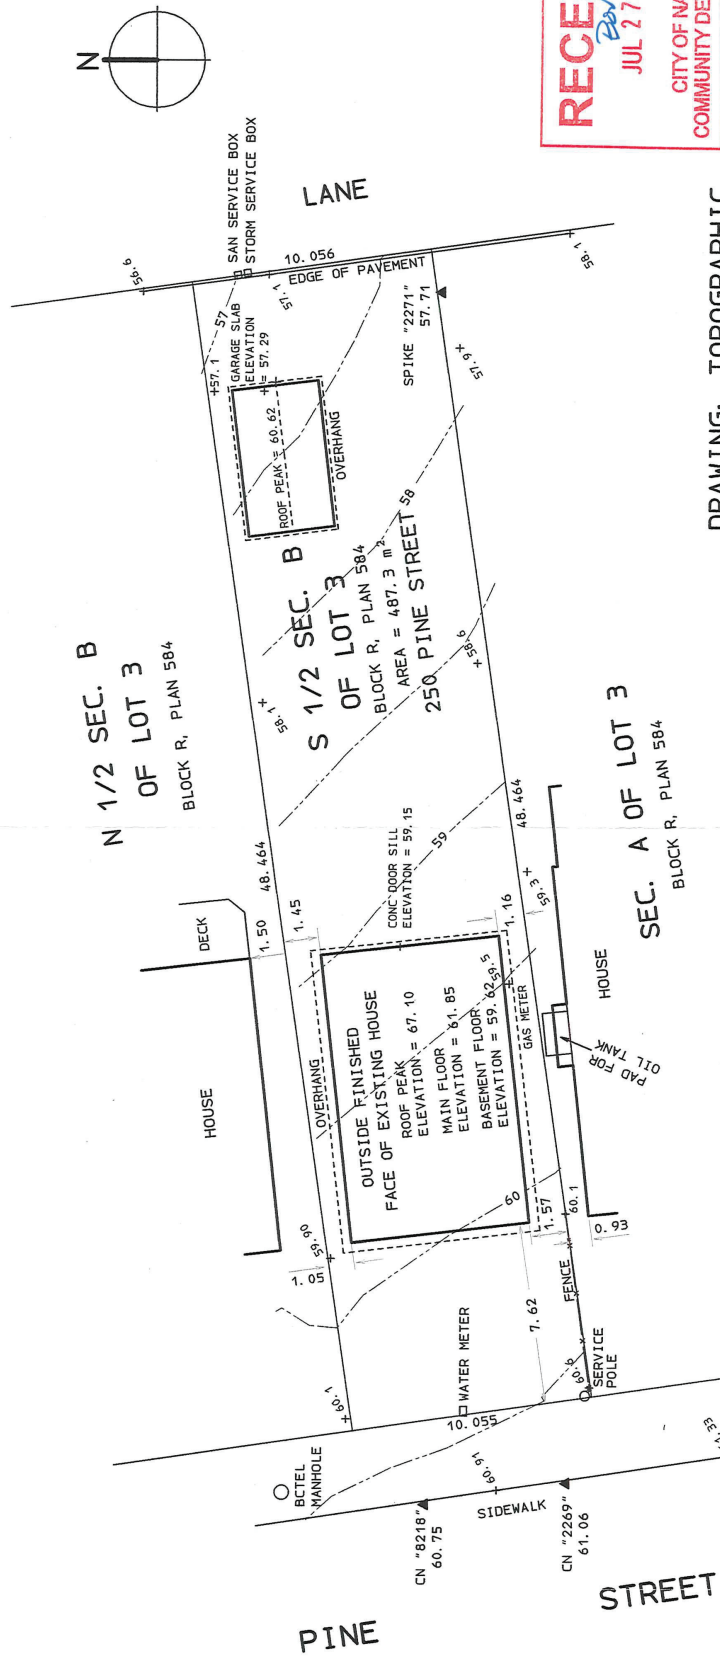 N
RECE
JUL 27
CITY OF NA
COMMUNITY DE
LANE
SAN SERVICE BOX
STORM SERVICE BOX
56.6
57
57.1
10.056
EDGE OF PAVEMENT
57.1
58.1
GARAGE SLAB
ELEVATION
= 57.29
ROOF PEAK = 60.62
OVERHANG
SPIKE "2271"
57.71
57.9
58
DRAWING, TOPOGRAPHIC
N 1/2 SEC. B
OF LOT 3
BLOCK R, PLAN 584
58.1
S 1/2 SEC. B
OF LOT 3
BLOCK R, PLAN 584
AREA = 487.3 m²
250 PINE STREET
58.6
48.464
48.464
59
59.3
SEC. A OF LOT 3
BLOCK R, PLAN 584
DECK
1.50
1.45
CONC DOOR SILL
ELEVATION = 59.15
1.16
HOUSE
OVERHANG
OUTSIDE FINISHED
FACE OF EXISTING HOUSE
ROOF PEAK
ELEVATION = 67.10
MAIN FLOOR
ELEVATION = 61.85
BASEMENT FLOOR
ELEVATION = 59.62
59.5
GAS METER
HOUSE
PAD FOR
OIL TANK
59.90
1.05
60
1.57
60.1
0.93
7.62
FENCE
60.1
WATER METER
10.055
60.6
SERVICE
POLE
BCTEL
MANHOLE
60.91
SIDEWALK
CN "8218"
60.75
CN "2269"
61.06
PINE
STREET